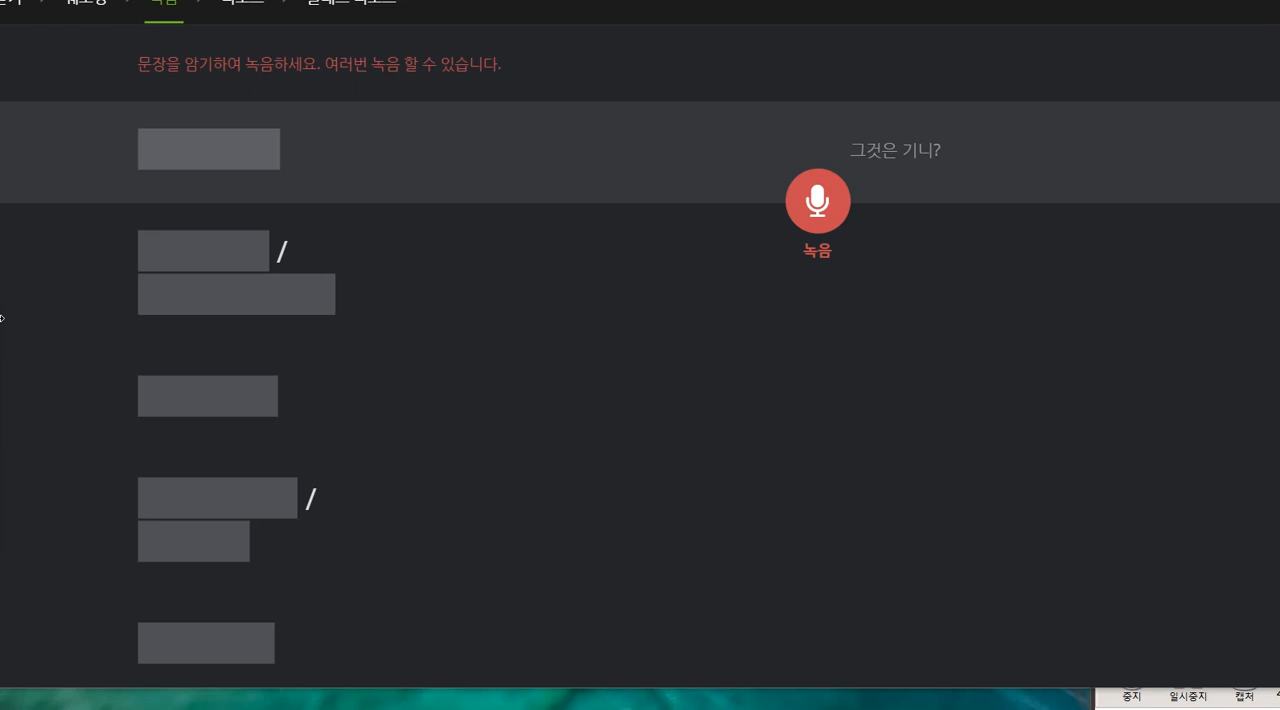 문장을 암기하여 녹음하세요. 여러번 녹음 할 수 있습니다.
그것은 기니?
녹음
/
/
중지 일시중지 캡처